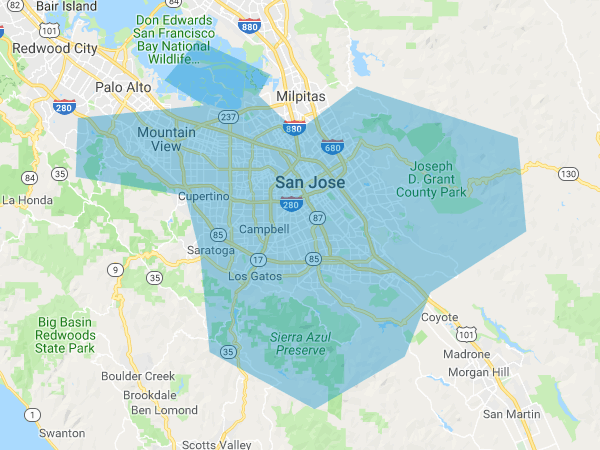 Bair Island
Don Edwards
San Francisco
Bay National
Wildlife...
880
101
Redwood City
84
280
Palo Alto
Milpitas
237
880
Mountain
View
680
Joseph
D. Grant
County Park
130
35
San Jose
La Honda
Cupertino
280
87
Campbell
85
Saratoga
17
85
9
35
Los Gatos
Coyote
Big Basin
Redwoods
State Park
101
Sierra Azul
Preserve
35
Madrone
Morgan Hill
Boulder Creek
Brookdale
Ben Lomond
1
San Martin
Swanton
Scotts Valley